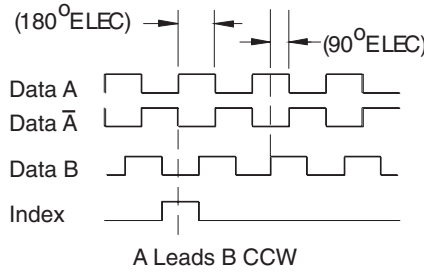 (180°ELEC)
(90°ELEC)
Data A
Data A̅
Data B
Index
A Leads B CCW